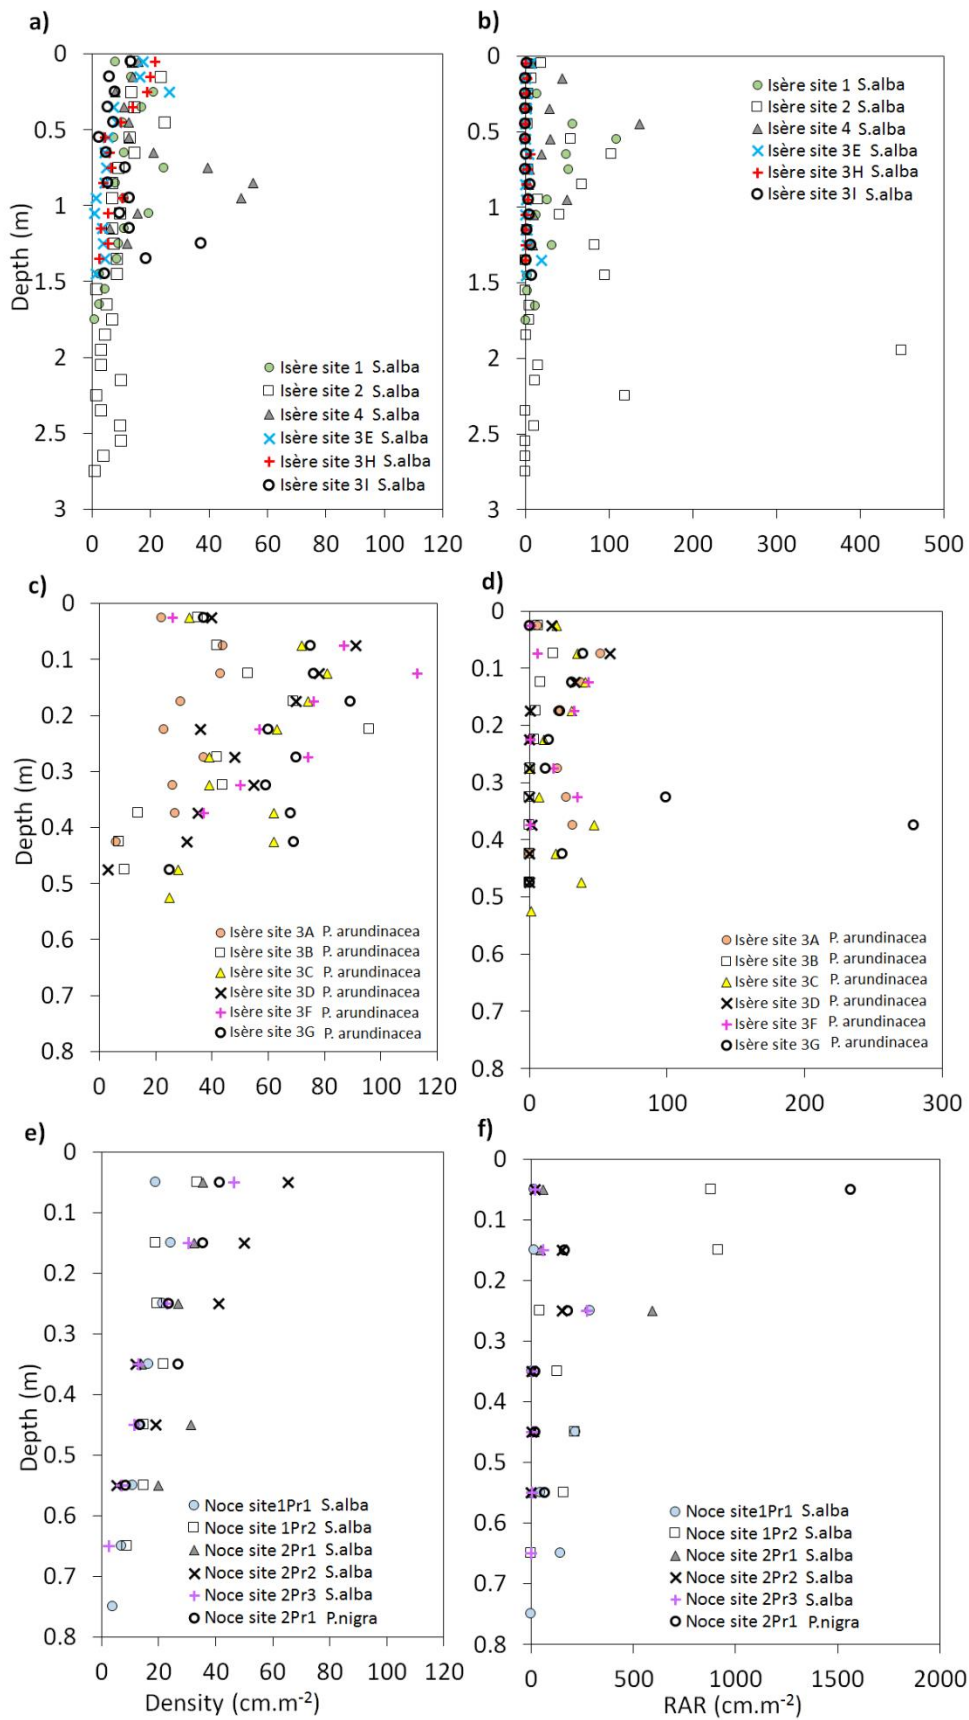 a)
0
0.5
1
1.5
2
2.5
3
Depth (m)
Isère site 1 S.alba
Isère site 2 S.alba
Isère site 4 S.alba
Isère site 3E S.alba
Isère site 3H S.alba
Isère site 3I S.alba
0 20 40 60 80 100 120
b)
0
0.5
1
1.5
2
2.5
3
Isère site 1 S.alba
Isère site 2 S.alba
Isère site 4 S.alba
Isère site 3E S.alba
Isère site 3H S.alba
Isère site 3I S.alba
0 100 200 300 400 500
c)
0
0.1
0.2
0.3
0.4
0.5
0.6
0.7
0.8
Depth (m)
Isère site 3A P. arundinacea
Isère site 3B P. arundinacea
Isère site 3C P. arundinacea
Isère site 3D P. arundinacea
Isère site 3F P. arundinacea
Isère site 3G P. arundinacea
0 20 40 60 80 100 120
d)
0
0.1
0.2
0.3
0.4
0.5
0.6
0.7
0.8
Isère site 3A P. arundinacea
Isère site 3B P. arundinacea
Isère site 3C P. arundinacea
Isère site 3D P. arundinacea
Isère site 3F P. arundinacea
Isère site 3G P. arundinacea
0 100 200 300
e)
0
0.1
0.2
0.3
0.4
0.5
0.6
0.7
0.8
Depth (m)
Noce site1Pr1 S.alba
Noce site 1Pr2 S.alba
Noce site 2Pr1 S.alba
Noce site 2Pr2 S.alba
Noce site 2Pr3 S.alba
Noce site 2Pr1 P.nigra
0 20 40 60 80 100 120
Density (cm.m⁻²)
f)
0
0.1
0.2
0.3
0.4
0.5
0.6
0.7
0.8
Noce site1Pr1 S.alba
Noce site 1Pr2 S.alba
Noce site 2Pr1 S.alba
Noce site 2Pr2 S.alba
Noce site 2Pr3 S.alba
Noce site 2Pr1 P.nigra
0 500 1000 1500 2000
RAR (cm.m⁻²)